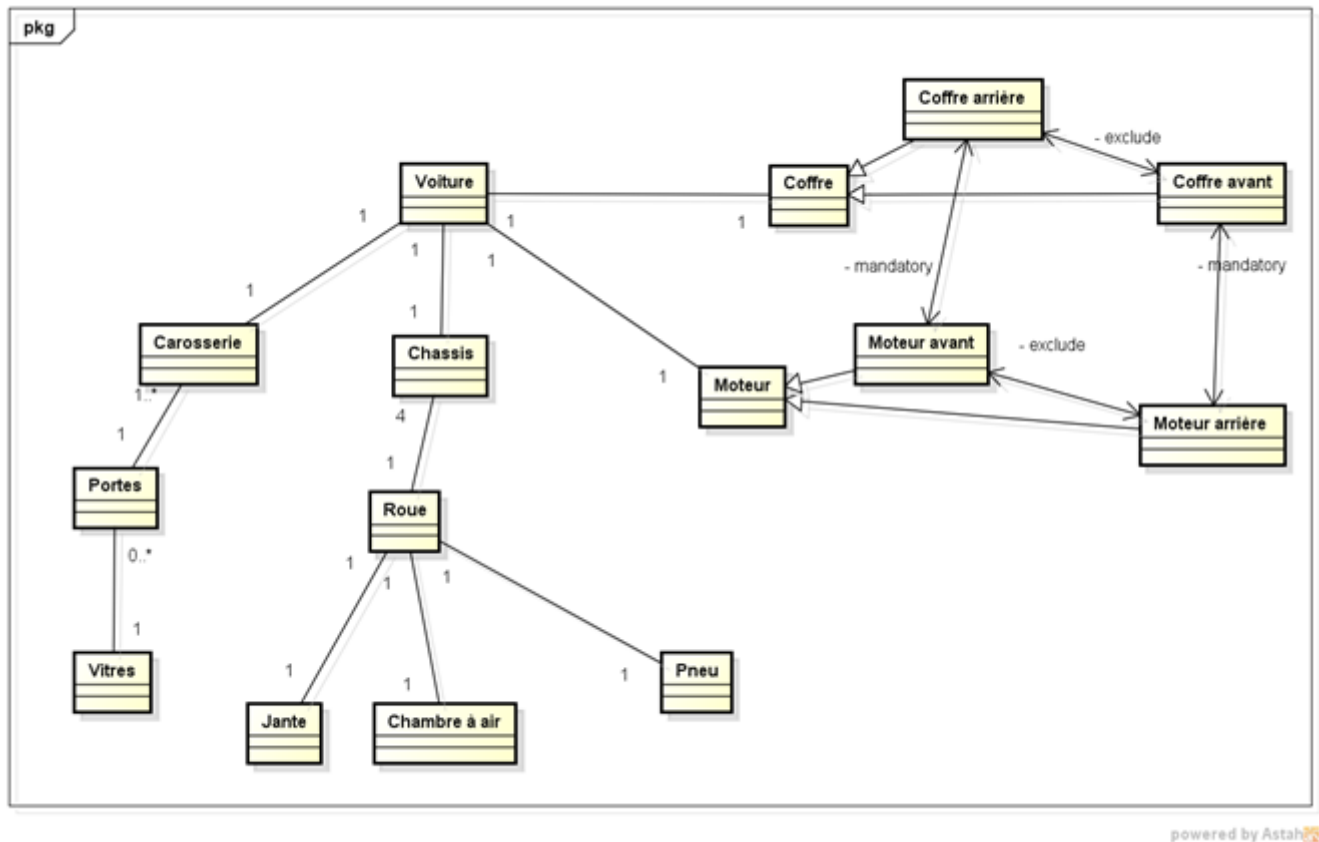 pkg
Coffre arrière
- exclude
Voiture
Coffre
Coffre avant
1
1
1
1
1
- mandatory
- mandatory
1
1
Carosserie
Chassis
Moteur avant
- exclude
1
Moteur
1..*
4
Moteur arrière
1
1
Portes
Roue
0..*
1
1
1
1
Vitres
1
1
1
Pneu
Jante
Chambre à air
powered by Astah